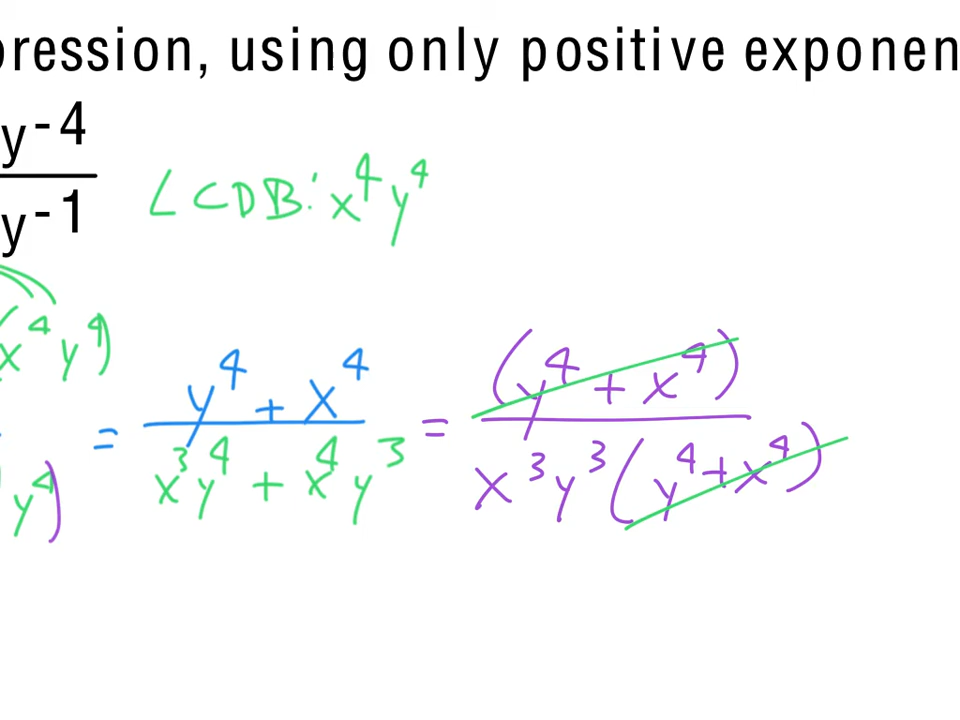 pression, using only positive exponen
y⁻⁴ / y⁻¹ LCDB: x⁴y⁴
(x⁴y⁴)
y⁴) = (y⁴ + x⁴) / (x³y⁴ + x⁴y³) = (y⁴ + x⁴) / (x³y³(y⁴+x⁴))